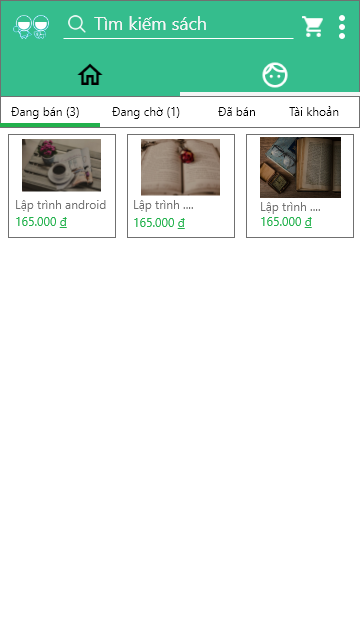 Tìm kiếm sách
Đang bán (3) Đang chờ (1) Đã bán Tài khoản
Lập trình android Lập trình .... Lập trình ....
165.000 ₫ 165.000 ₫ 165.000 ₫